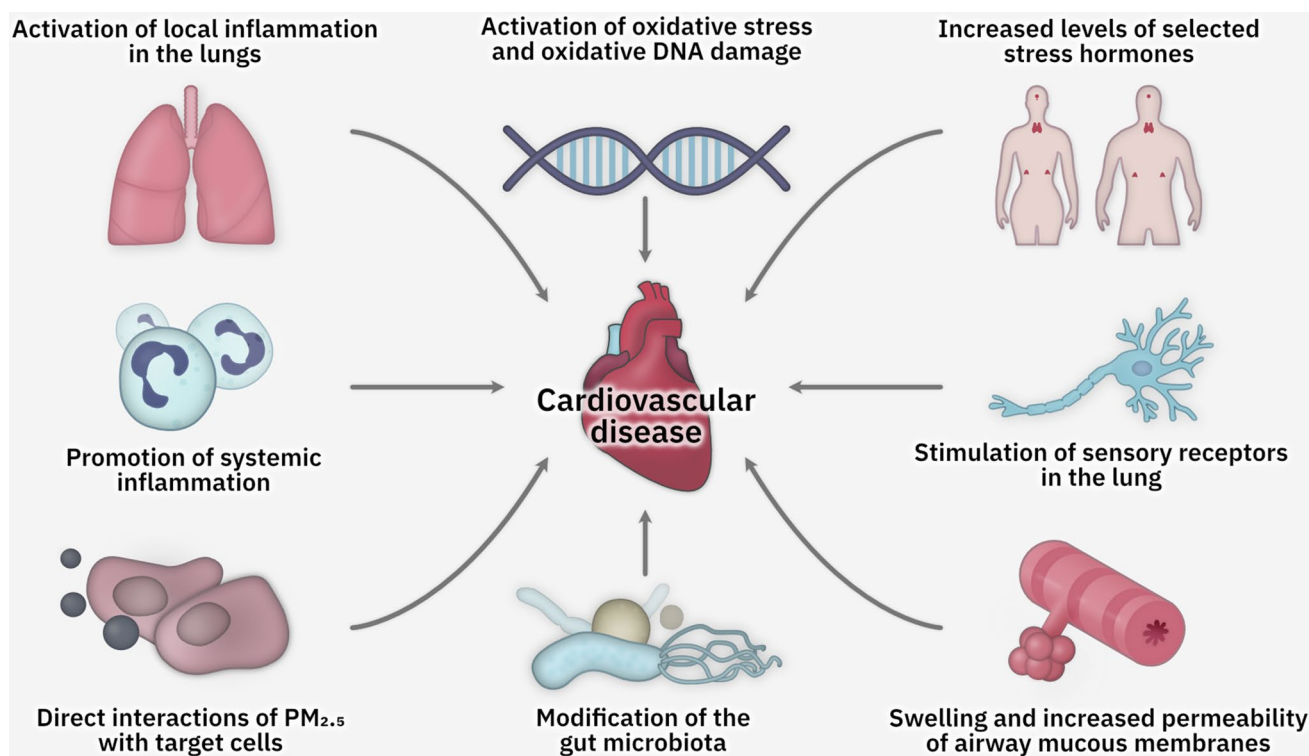 Activation of local inflammation
in the lungs
Activation of oxidative stress
and oxidative DNA damage
Increased levels of selected
stress hormones
Cardiovascular
disease
Promotion of systemic
inflammation
Stimulation of sensory receptors
in the lung
Direct interactions of PM₂.₅
with target cells
Modification of the
gut microbiota
Swelling and increased permeability
of airway mucous membranes